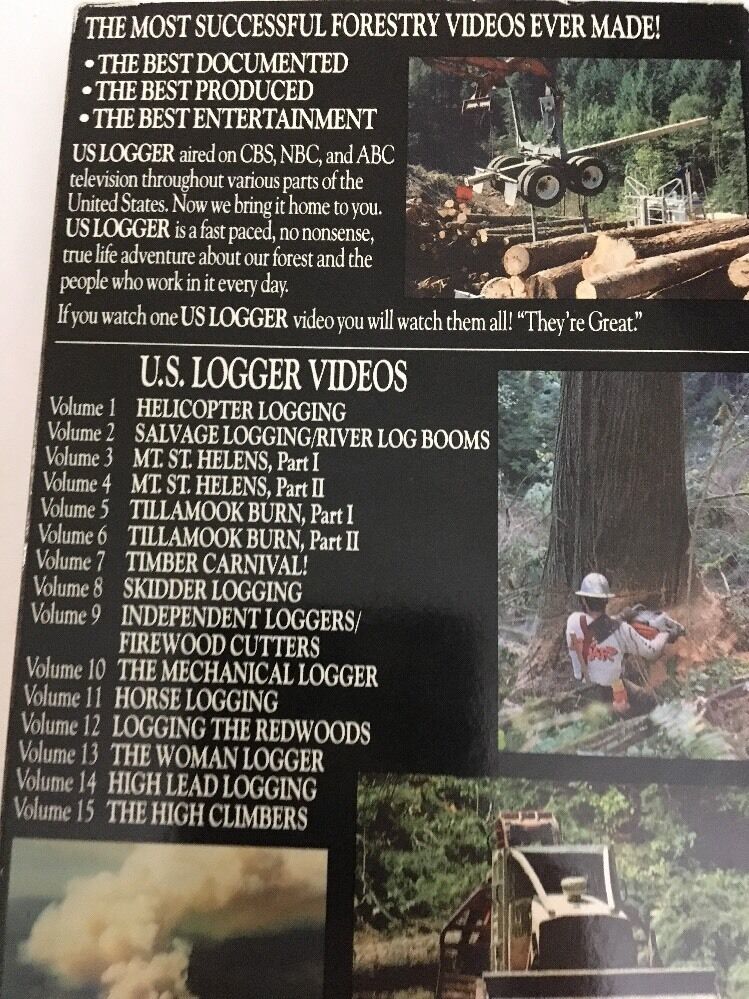 THE MOST SUCCESSFUL FORESTRY VIDEOS EVER MADE!
• THE BEST DOCUMENTED
• THE BEST PRODUCED
• THE BEST ENTERTAINMENT
US LOGGER aired on CBS, NBC, and ABC
television throughout various parts of the
United States. Now we bring it home to you.
US LOGGER is a fast paced, no nonsense,
true life adventure about our forest and the
people who work in it every day.
If you watch one US LOGGER video you will watch them all! “They're Great.”
U.S. LOGGER VIDEOS
Volume 1 HELICOPTER LOGGING
Volume 2 SALVAGE LOGGING/RIVER LOG BOOMS
Volume 3 MT. ST. HELENS, Part I
Volume 4 MT. ST. HELENS, Part II
Volume 5 TILLAMOOK BURN, Part I
Volume 6 TILLAMOOK BURN, Part II
Volume 7 TIMBER CARNIVAL!
Volume 8 SKIDDER LOGGING
Volume 9 INDEPENDENT LOGGERS/
FIREWOOD CUTTERS
Volume 10 THE MECHANICAL LOGGER
Volume 11 HORSE LOGGING
Volume 12 LOGGING THE REDWOODS
Volume 13 THE WOMAN LOGGER
Volume 14 HIGH LEAD LOGGING
Volume 15 THE HIGH CLIMBERS